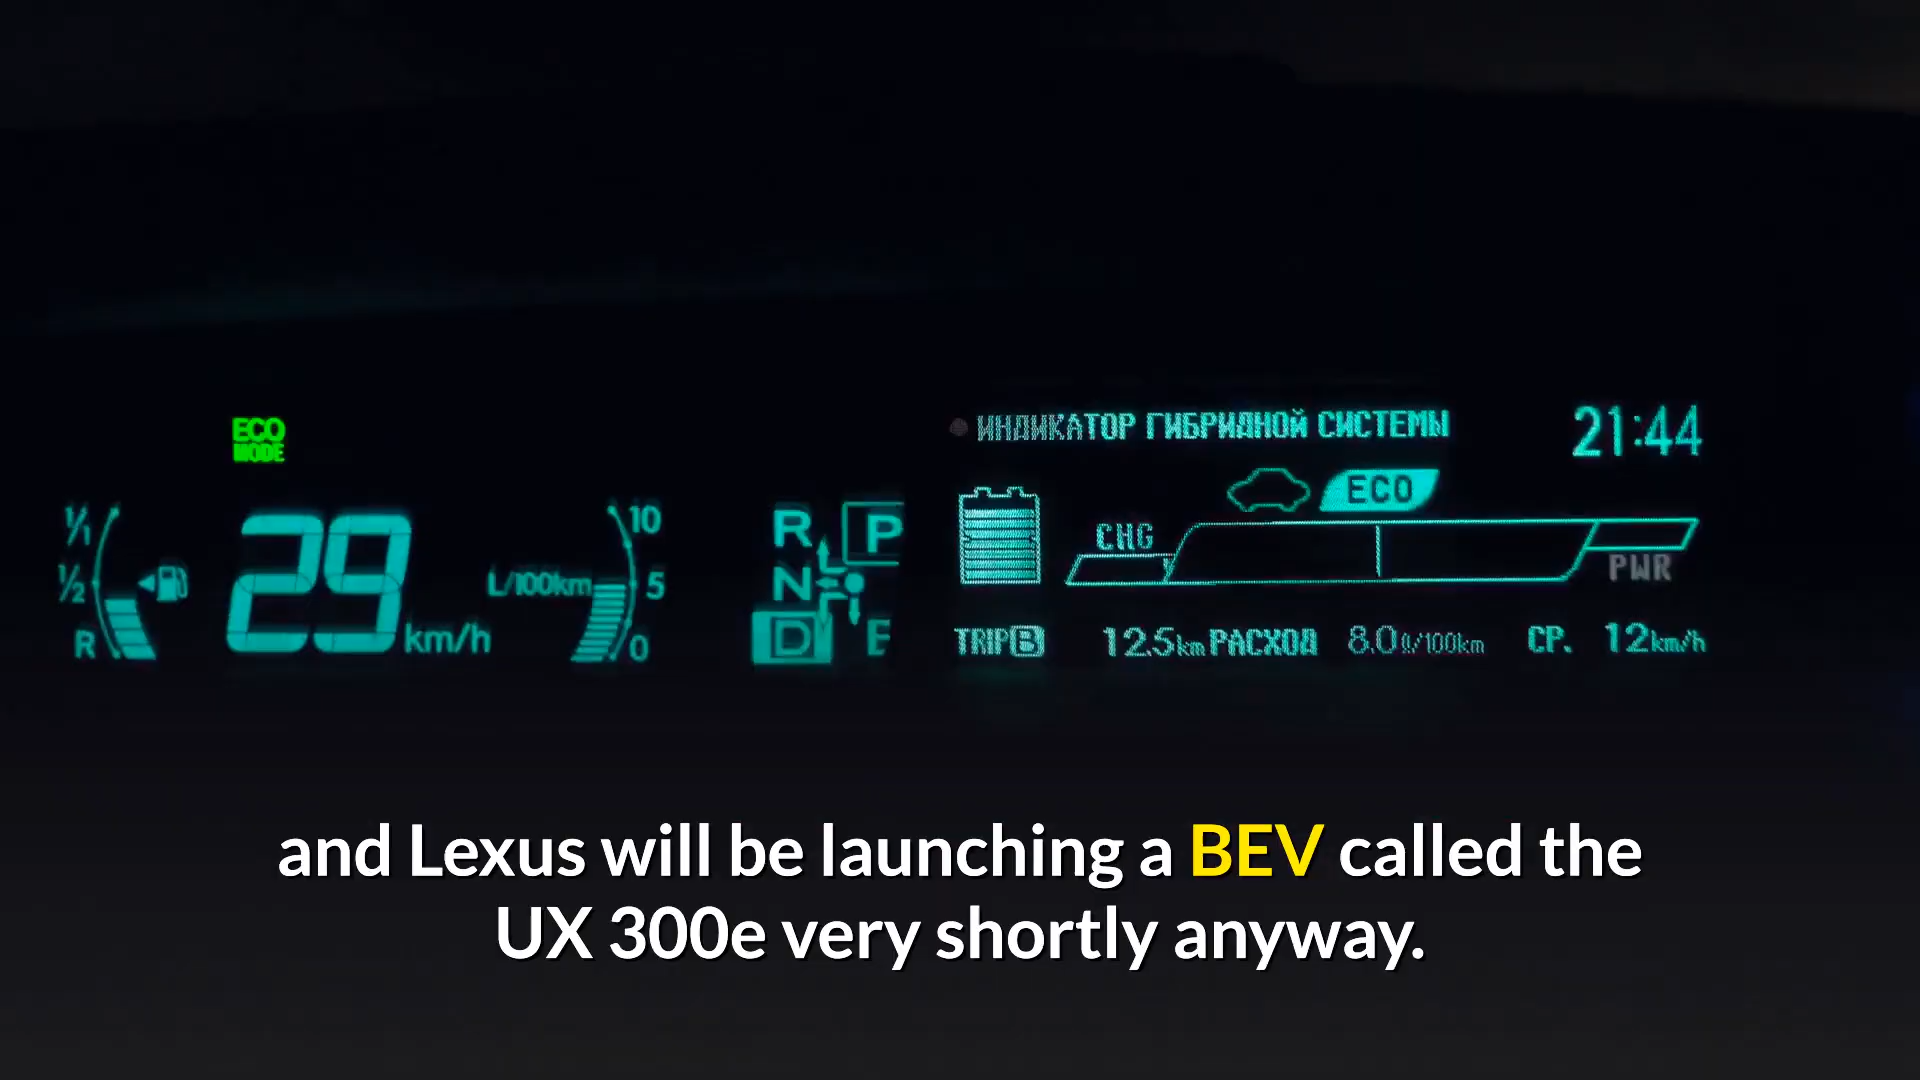 ECO
MODE
ИНДИКАТОР ГИБРИДНОЙ СИСТЕМЫ
21:44
ECO
1/1
1/2
R
29 km/h
L/100km
10
5
0
R
P
N
D
B
CHG
PWR
TRIP B 12.5km РАСХОД 8.0ℓ/100km СР. 12km/h
and Lexus will be launching a BEV called the
UX 300e very shortly anyway.